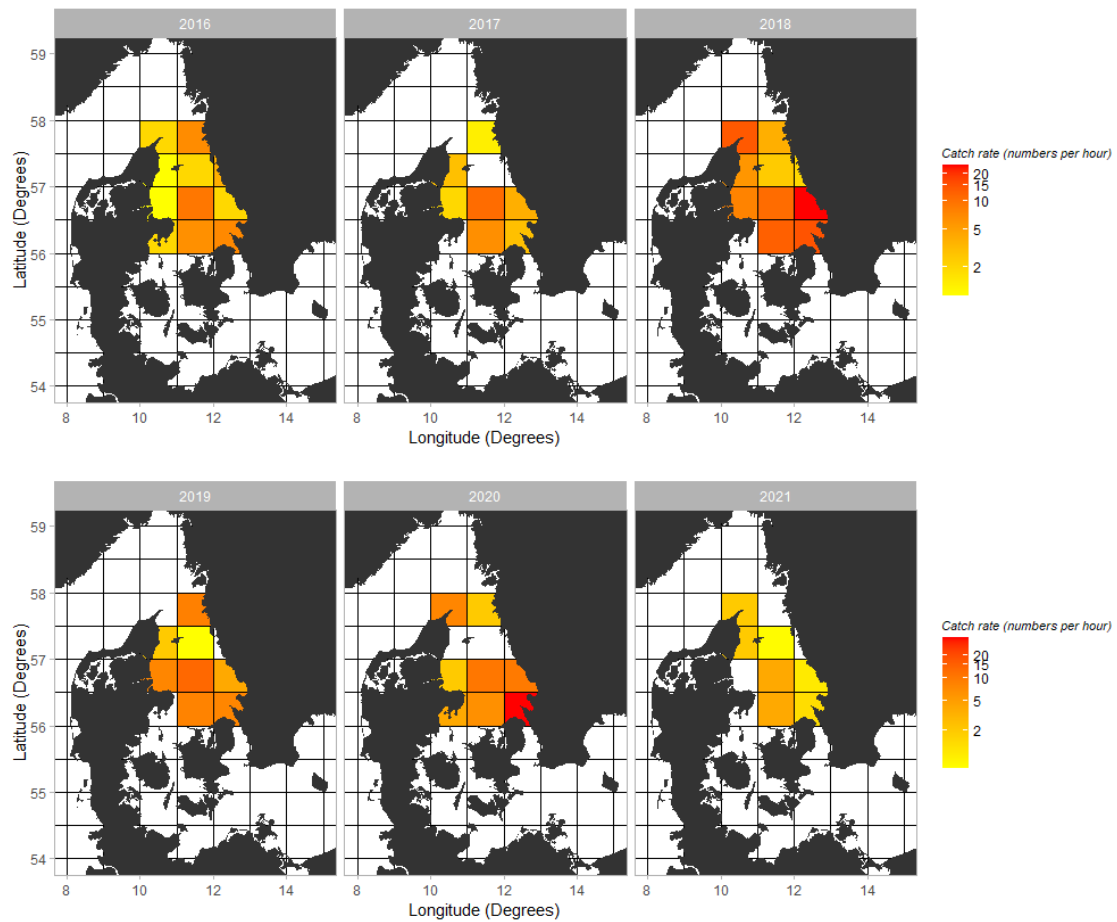 2016 2017 2018
59
58
57
56
55
54
Latitude (Degrees)
8 10 12 14 8 10 12 14 8 10 12 14
Longitude (Degrees)
Catch rate (numbers per hour)
20
15
10
5
2
2019 2020 2021
59
58
57
56
55
54
Latitude (Degrees)
8 10 12 14 8 10 12 14 8 10 12 14
Longitude (Degrees)
Catch rate (numbers per hour)
20
15
10
5
2